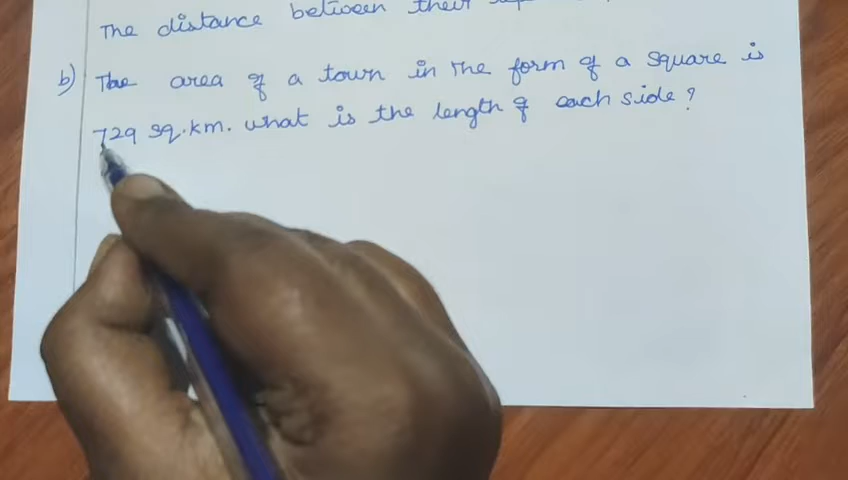 The distance between their
b) The area of a town in the form of a square is
729 sq.km. what is the length of each side?